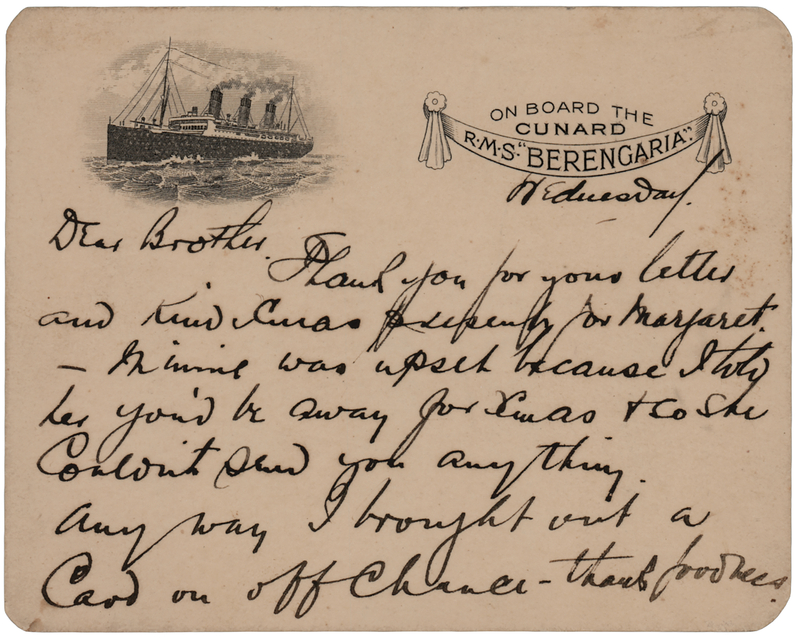 ON BOARD THE
CUNARD
R·M·S·"BERENGARIA".
Wednesday.
Dear Brother.
Thank you for your letter
and kind Xmas presents for Margaret.
– Minnie was upset because I told
her you'd be away for Xmas & so she
Couldn't send you anything.
Any way I brought out a
Card on off Chance – thank goodness.